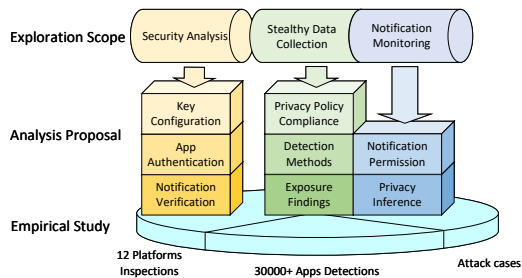 Exploration Scope
Security Analysis
Stealthy Data
Collection
Notification
Monitoring
Analysis Proposal
Key
Configuration
App
Authentication
Notification
Verification
Privacy Policy
Compliance
Detection
Methods
Exposure
Findings
Notification
Permission
Privacy
Inference
Empirical Study
12 Platforms
Inspections
30000+ Apps Detections
Attack cases